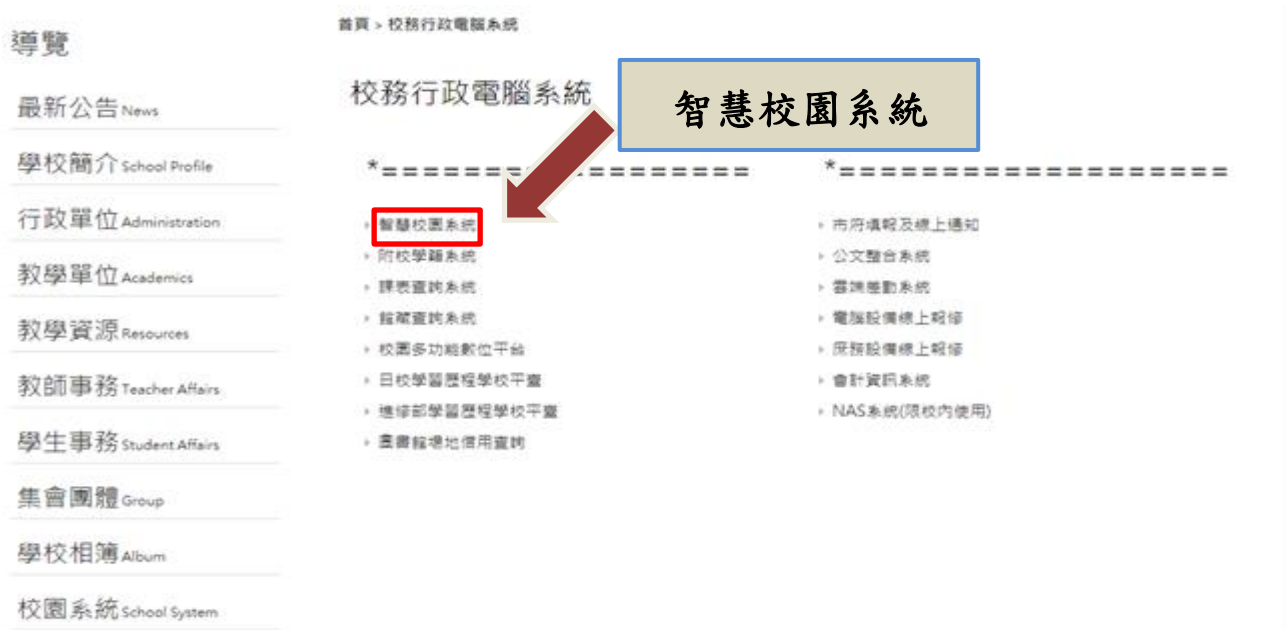 導覽
最新公告 News
學校簡介 School Profile
行政單位 Administration
教學單位 Academics
教學資源 Resources
教師事務 Teacher Affairs
學生事務 Student Affairs
集會團體 Group
學校相簿 Album
校園系統 School System
首頁 > 校務行政電腦系統
校務行政電腦系統
智慧校園系統
*==================
智慧校園系統
附校學籍系統
課表查詢系統
館藏查詢系統
校園多功能數位平台
日校學習歷程學校平臺
進修部學習歷程學校平臺
圖書館場地借用查詢
*===================
市府填報及線上通知
公文整合系統
雲端差勤系統
電腦設備線上報修
庶務設備線上報修
會計資訊系統
NAS系統(限校內使用)